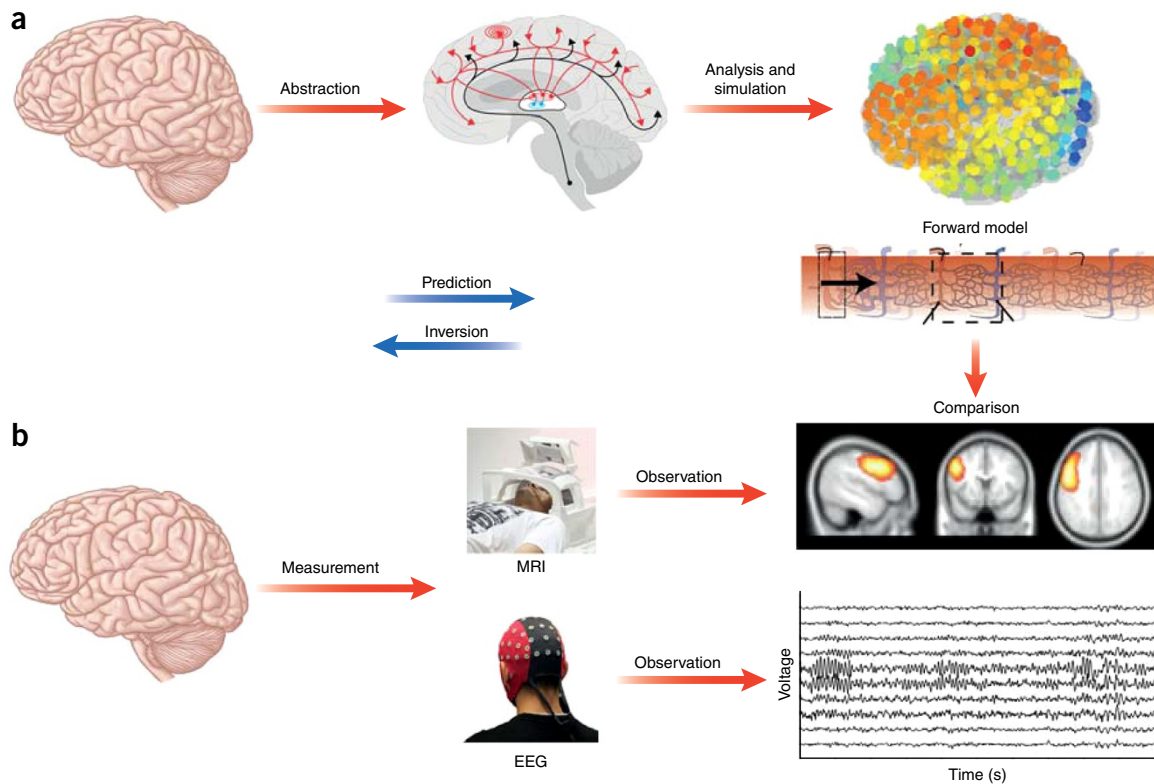 a
Abstraction
Analysis and
simulation
Forward model
Prediction
Inversion
Comparison
b
Measurement
MRI
Observation
EEG
Observation
Voltage
Time (s)